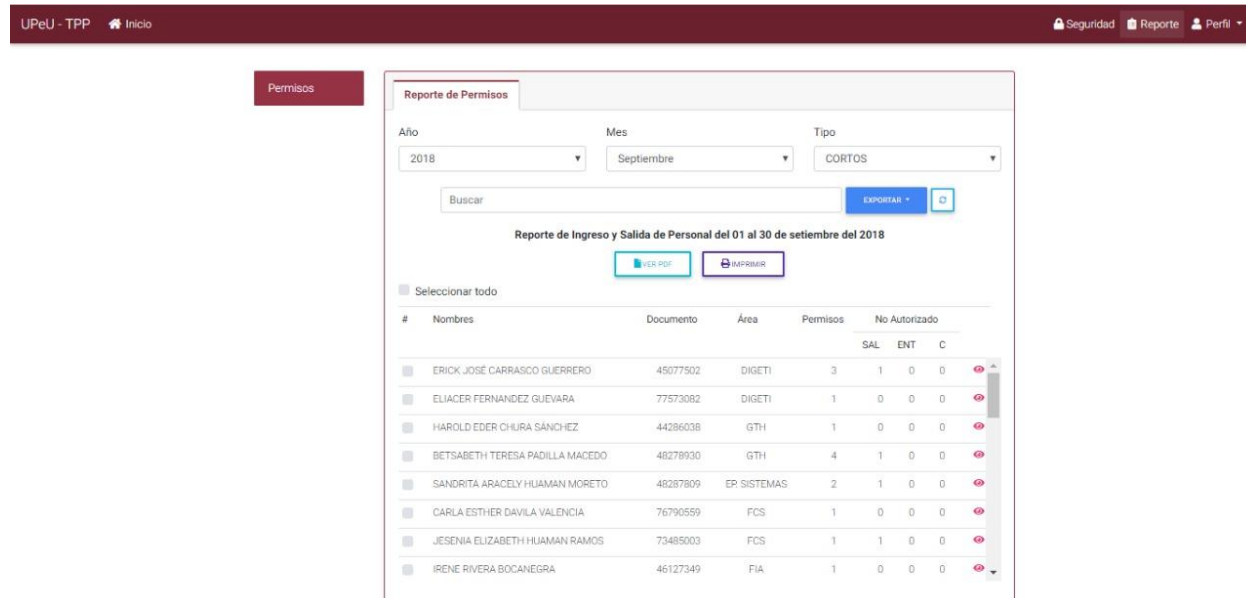 UPeU - TPP Inicio Seguridad Reporte Perfil
Permisos
Reporte de Permisos
Año Mes Tipo
2018 Septiembre CORTOS
Buscar EXPORTAR
Reporte de Ingreso y Salida de Personal del 01 al 30 de setiembre del 2018
VER PDF IMPRIMIR
Seleccionar todo
# Nombres Documento Área Permisos No Autorizado
SAL ENT C
ERICK JOSÉ CARRASCO GUERRERO 45077502 DIGETI 3 1 0 0
ELIACER FERNANDEZ GUEVARA 77573082 DIGETI 1 0 0 0
HAROLD EDER CHURA SANCHEZ 44286038 GTH 1 0 0 0
BETSABETH TERESA PADILLA MACEDO 48278930 GTH 4 1 0 0
SANDRITA ARACELY HUAMAN MORETO 48287809 EP. SISTEMAS 2 1 0 0
CARLA ESTHER DAVILA VALENCIA 76790559 FCS 1 0 0 0
JESENIA ELIZABETH HUAMAN RAMOS 73485003 FCS 1 1 0 0
IRENE RIVERA BOCANEGRA 46127349 FIA 1 0 0 0